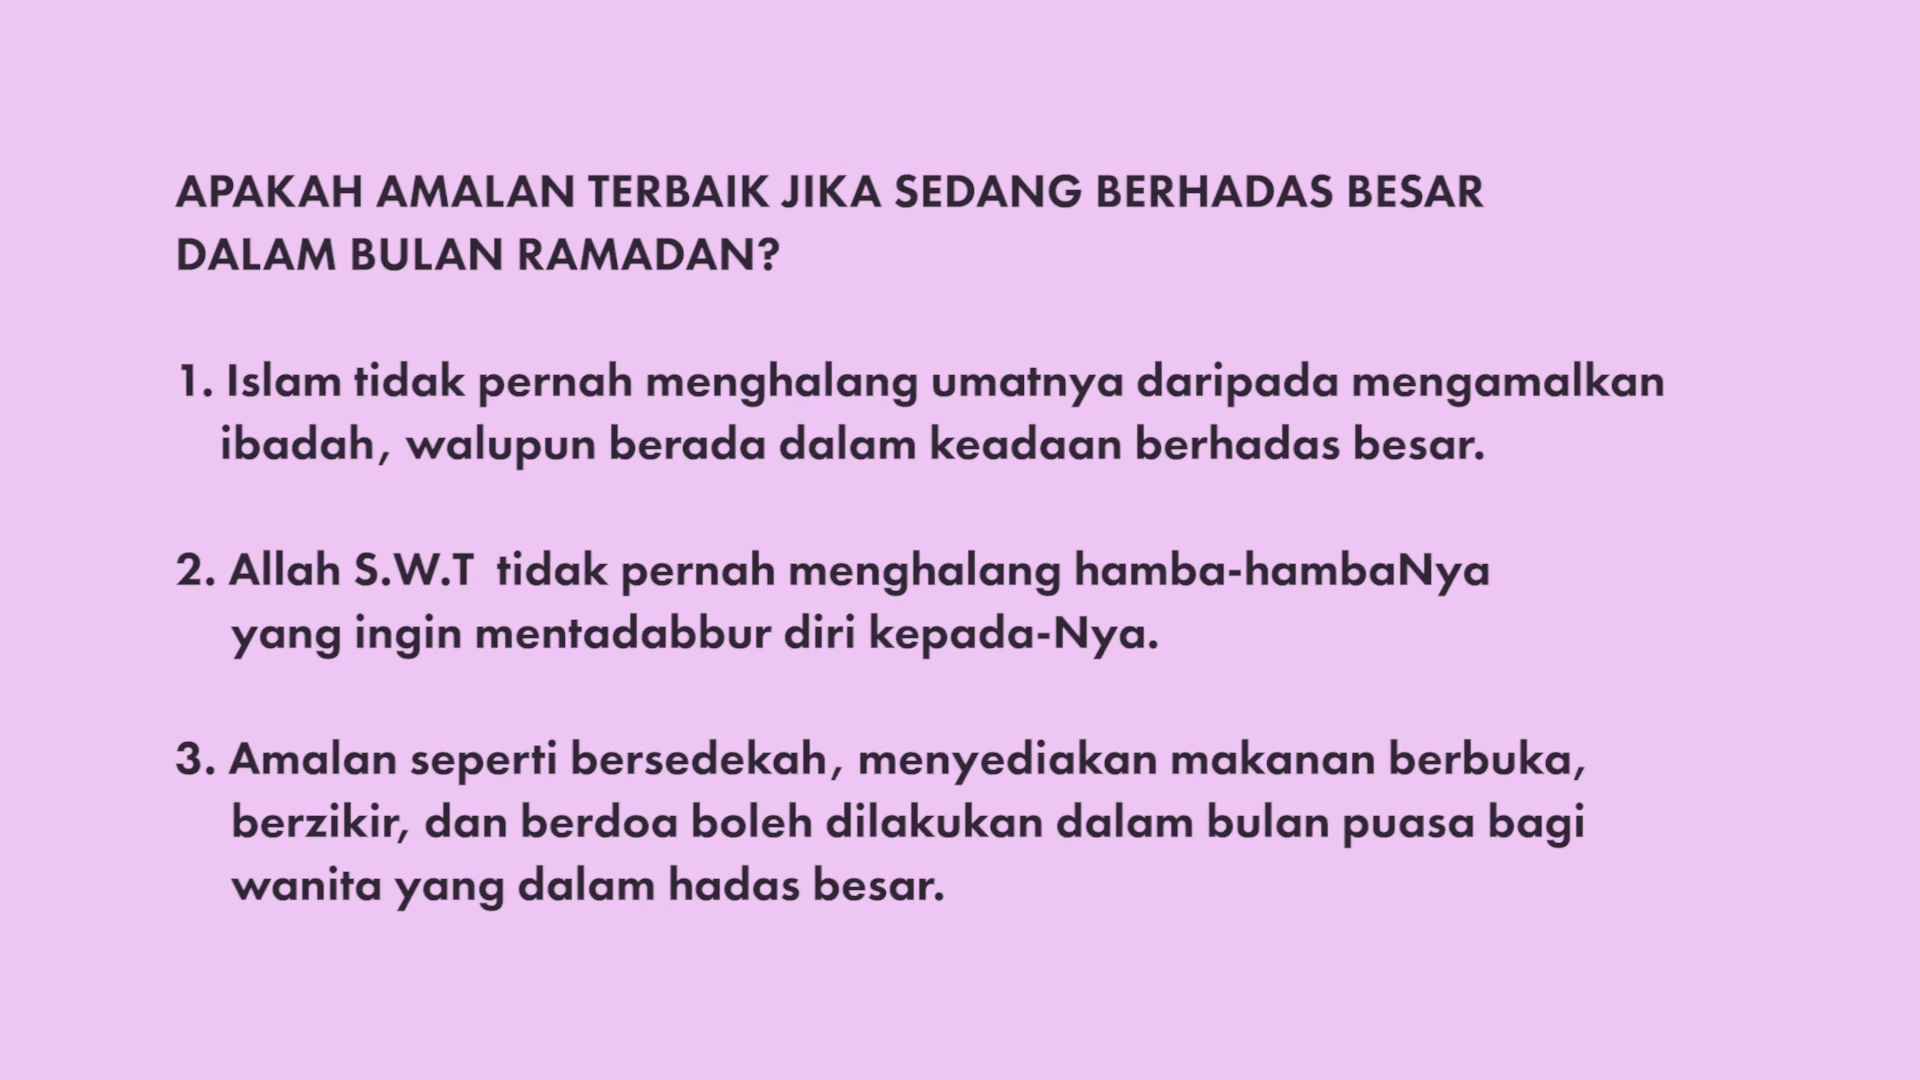 APAKAH AMALAN TERBAIK JIKA SEDANG BERHADAS BESAR
DALAM BULAN RAMADAN?
1. Islam tidak pernah menghalang umatnya daripada mengamalkan
ibadah, walupun berada dalam keadaan berhadas besar.
2. Allah S.W.T tidak pernah menghalang hamba-hambaNya
yang ingin mentadabbur diri kepada-Nya.
3. Amalan seperti bersedekah, menyediakan makanan berbuka,
berzikir, dan berdoa boleh dilakukan dalam bulan puasa bagi
wanita yang dalam hadas besar.